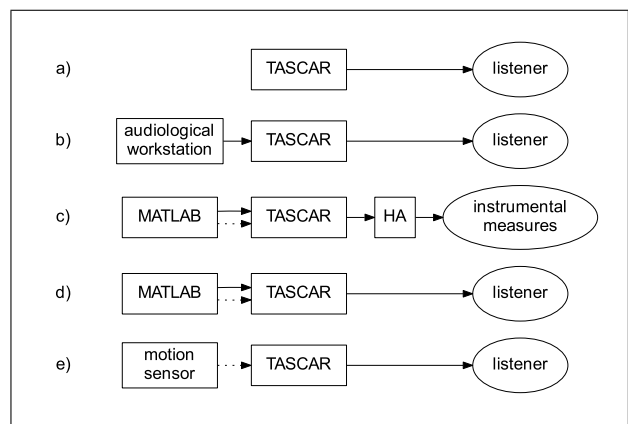 a) TASCAR listener
b) audiological workstation TASCAR listener
c) MATLAB TASCAR HA instrumental measures
d) MATLAB TASCAR listener
e) motion sensor TASCAR listener